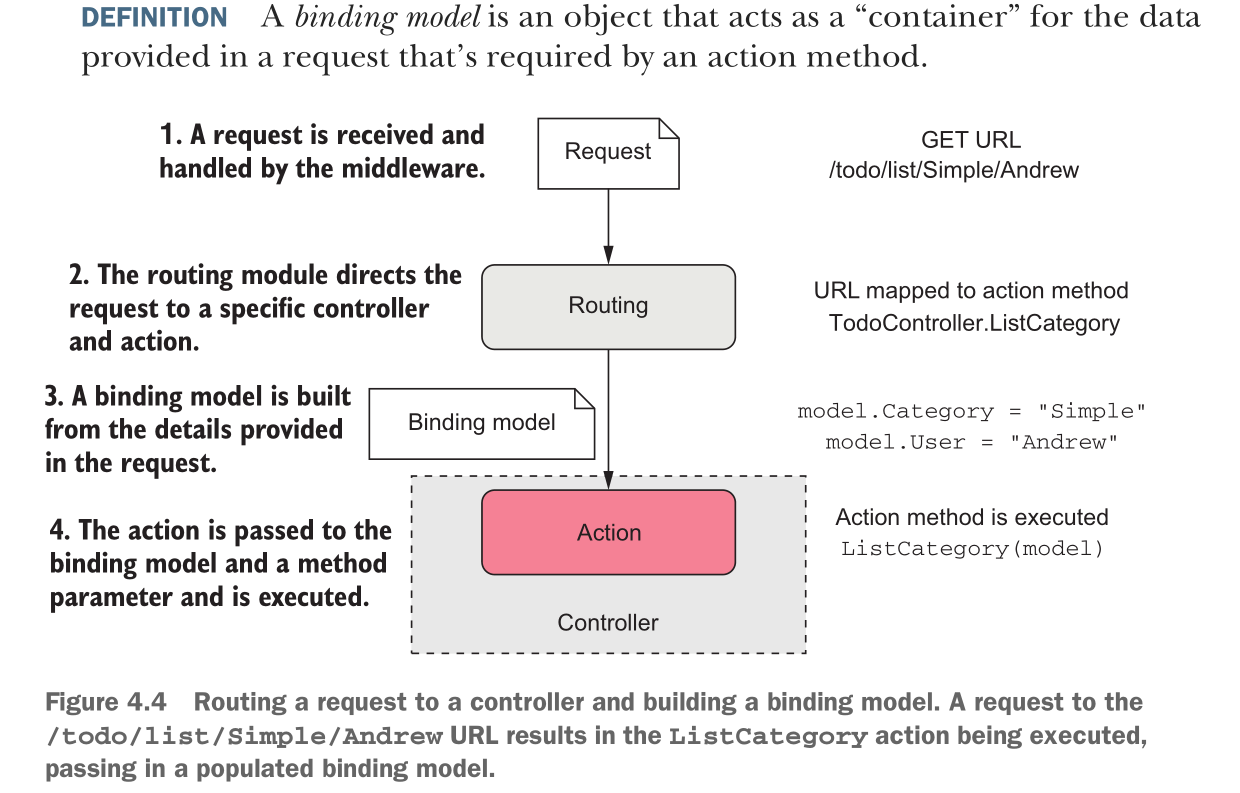 DEFINITION A binding model is an object that acts as a “container” for the data
provided in a request that’s required by an action method.
1. A request is received and
handled by the middleware.
Request
GET URL
/todo/list/Simple/Andrew
2. The routing module directs the
request to a specific controller
and action.
Routing
URL mapped to action method
TodoController.ListCategory
3. A binding model is built
from the details provided
in the request.
Binding model
model.Category = "Simple"
model.User = "Andrew"
4. The action is passed to the
binding model and a method
parameter and is executed.
Action
Controller
Action method is executed
ListCategory(model)
Figure 4.4 Routing a request to a controller and building a binding model. A request to the
/todo/list/Simple/Andrew URL results in the ListCategory action being executed,
passing in a populated binding model.